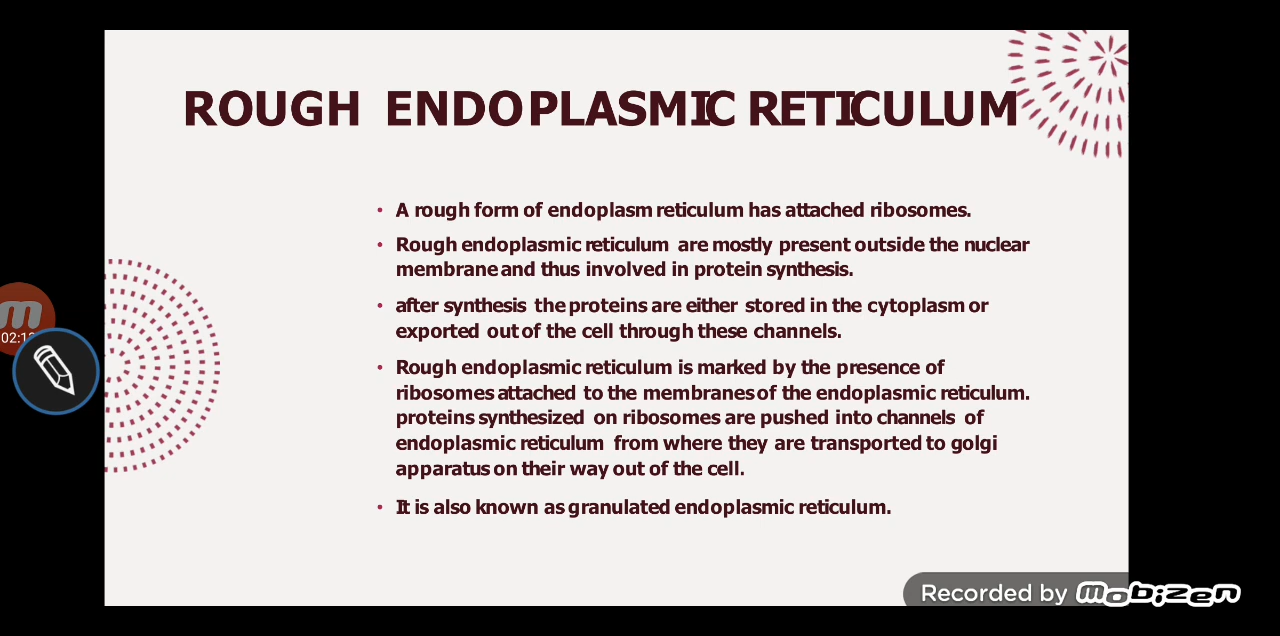 ROUGH ENDOPLASMIC RETICULUM
• A rough form of endoplasm reticulum has attached ribosomes.
• Rough endoplasmic reticulum are mostly present outside the nuclear
membrane and thus involved in protein synthesis.
• after synthesis the proteins are either stored in the cytoplasm or
exported out of the cell through these channels.
• Rough endoplasmic reticulum is marked by the presence of
ribosomes attached to the membranes of the endoplasmic reticulum.
proteins synthesized on ribosomes are pushed into channels of
endoplasmic reticulum from where they are transported to golgi
apparatus on their way out of the cell.
• It is also known as granulated endoplasmic reticulum.
Recorded by mobizen